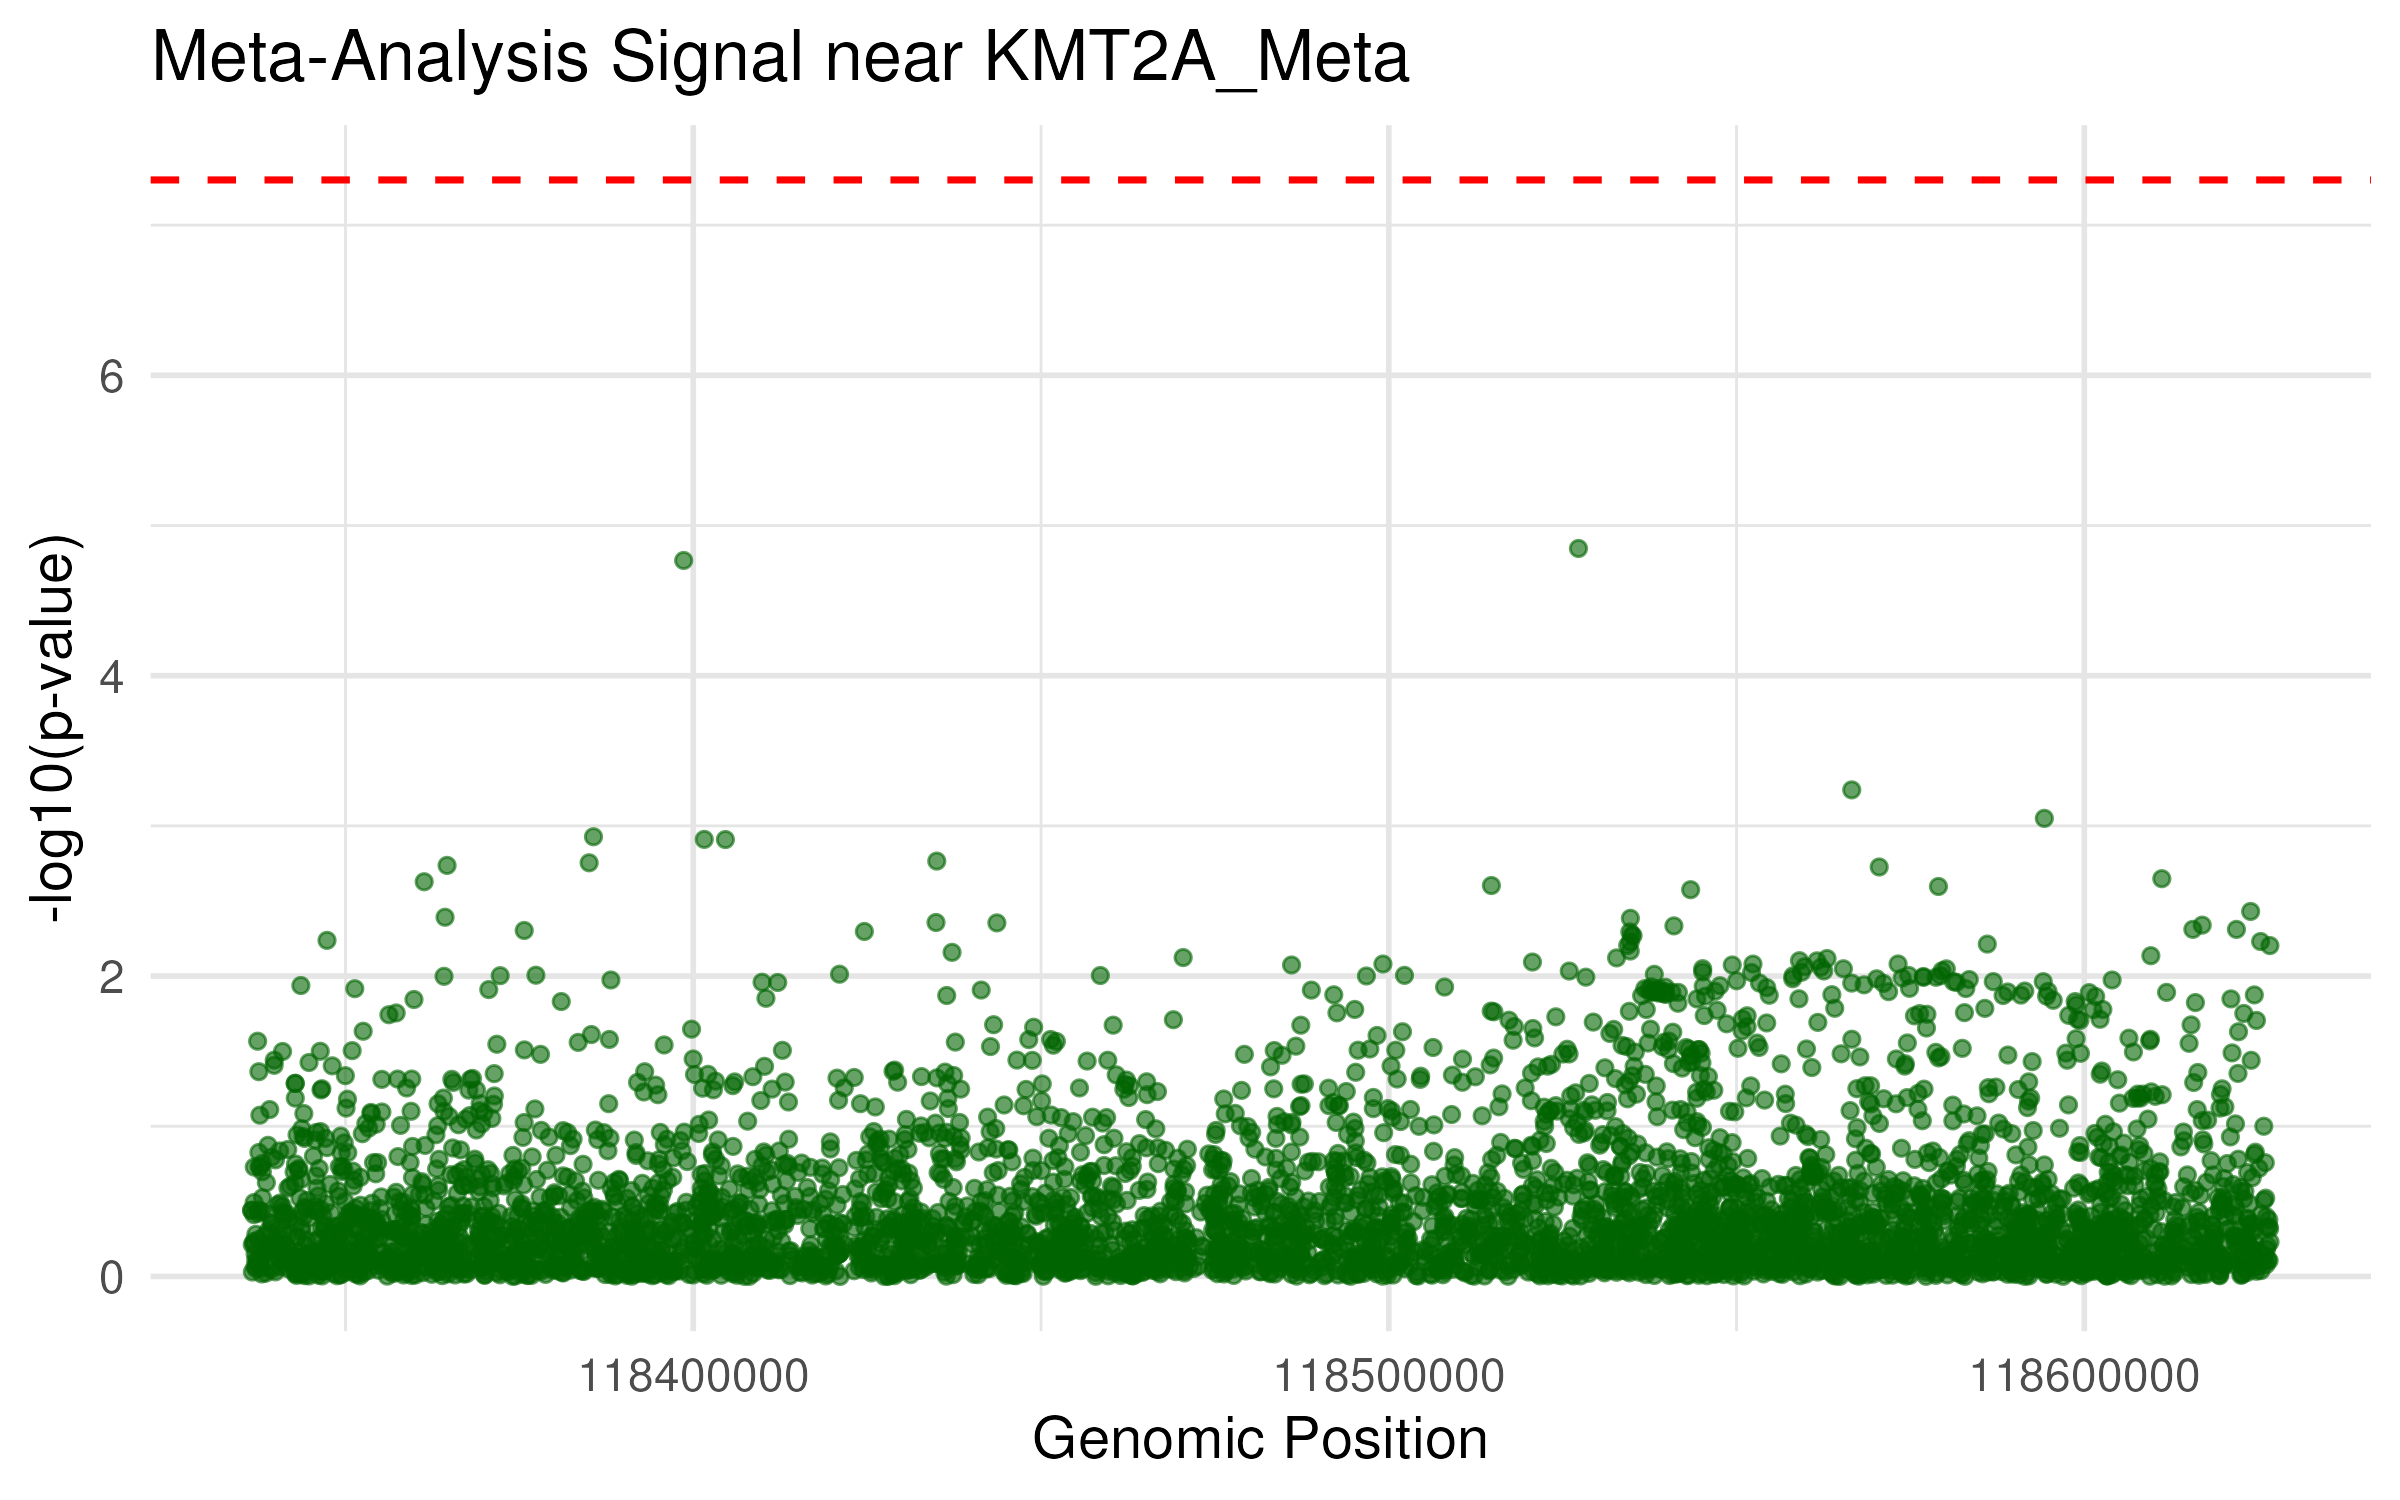 Meta-Analysis Signal near KMT2A_Meta
-log10(p-value)
6
4
2
0
118400000
118500000
118600000
Genomic Position